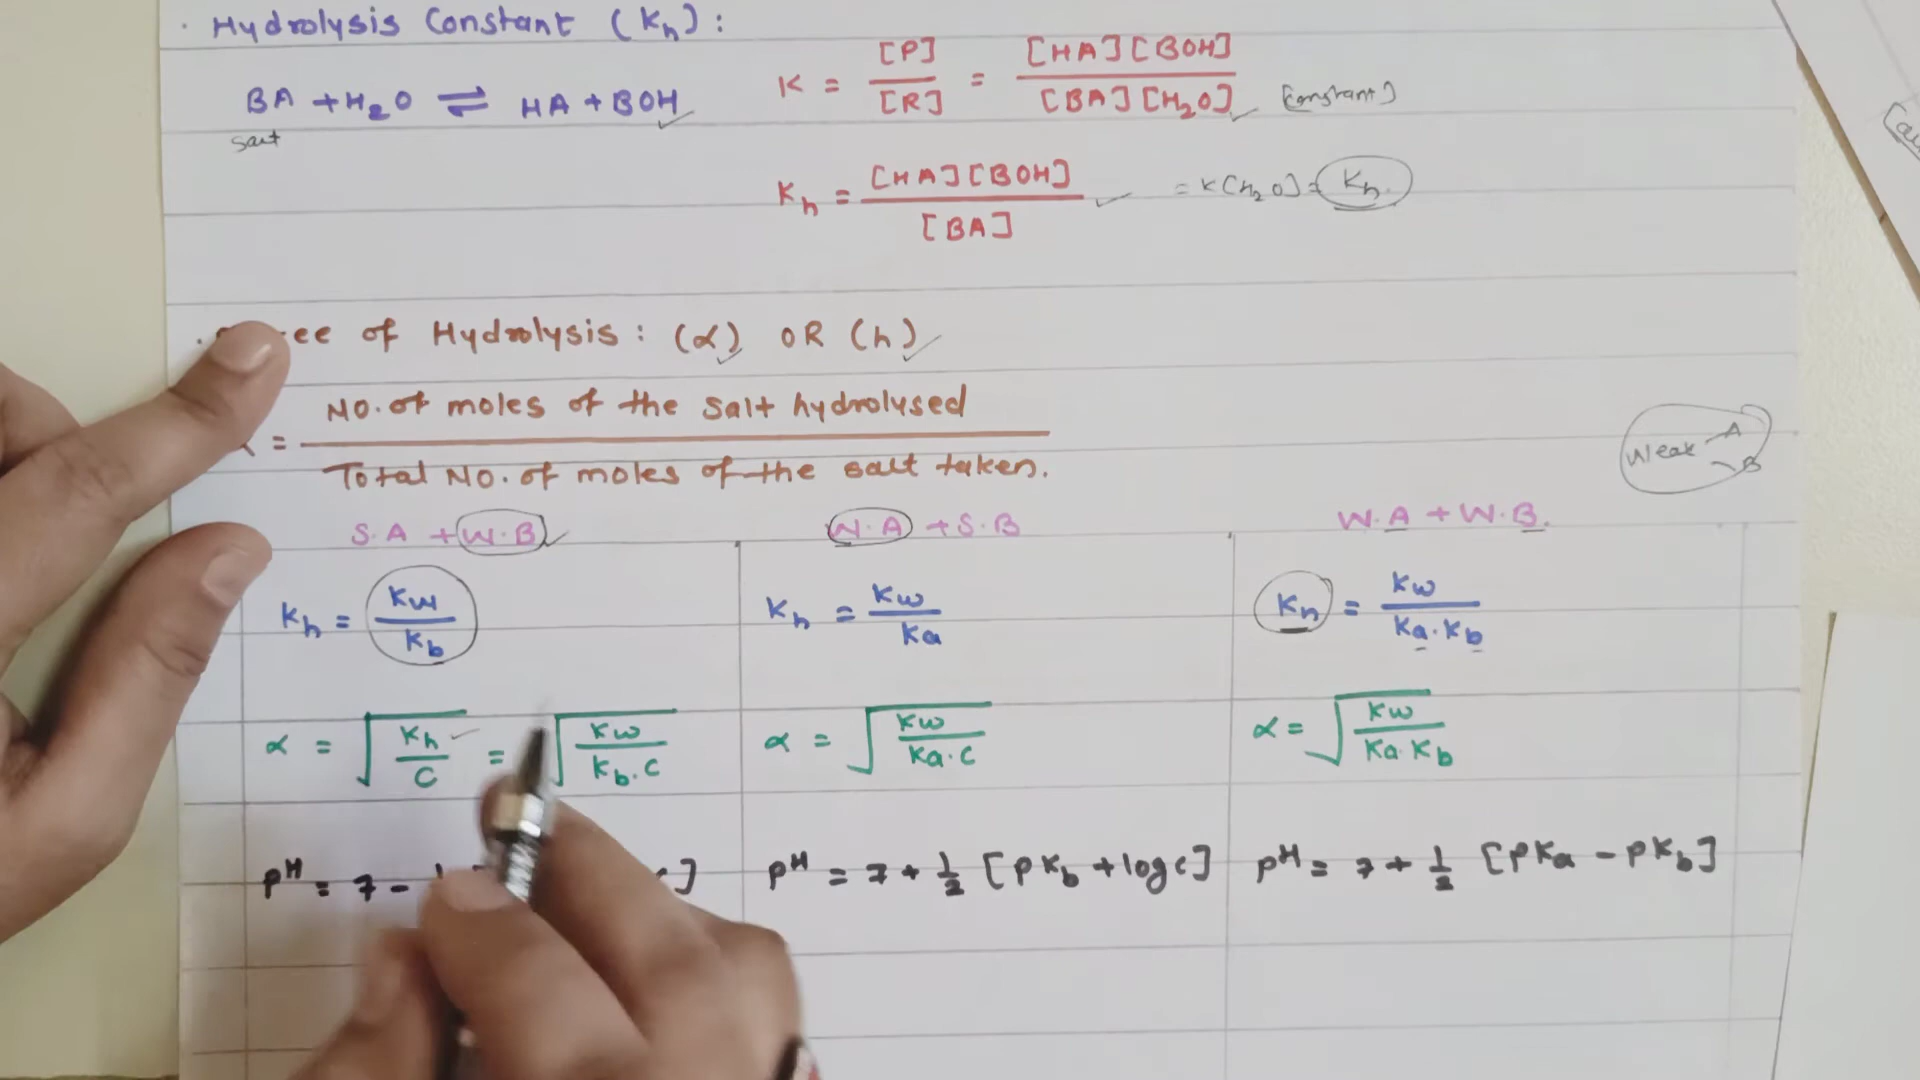 · Hydrolysis Constant (Kh):
BA + H2O ⇌ HA + BOH
Salt
K = [P]/[R] = [HA][BOH]/[BA][H2O] [Constant]
Kh = [HA][BOH]/[BA] = K[H2O] = Kh.
ee of Hydrolysis: (α) OR (h)
= No. of moles of the salt hydrolysed
Total No. of moles of the salt taken.
Weak A
B
S.A + W.B W.A + S.B W.A + W.B.
Kh = Kw/Kb Kh = Kw/Ka Kh = Kw/Ka.Kb
α = √Kh/C = √Kw/Kb.C α = √Kw/Ka.C α = √Kw/Ka.Kb
pH = 7 - c] pH = 7 + 1/2 [pKb + logc] pH = 7 + 1/2 [pKa - pKb]